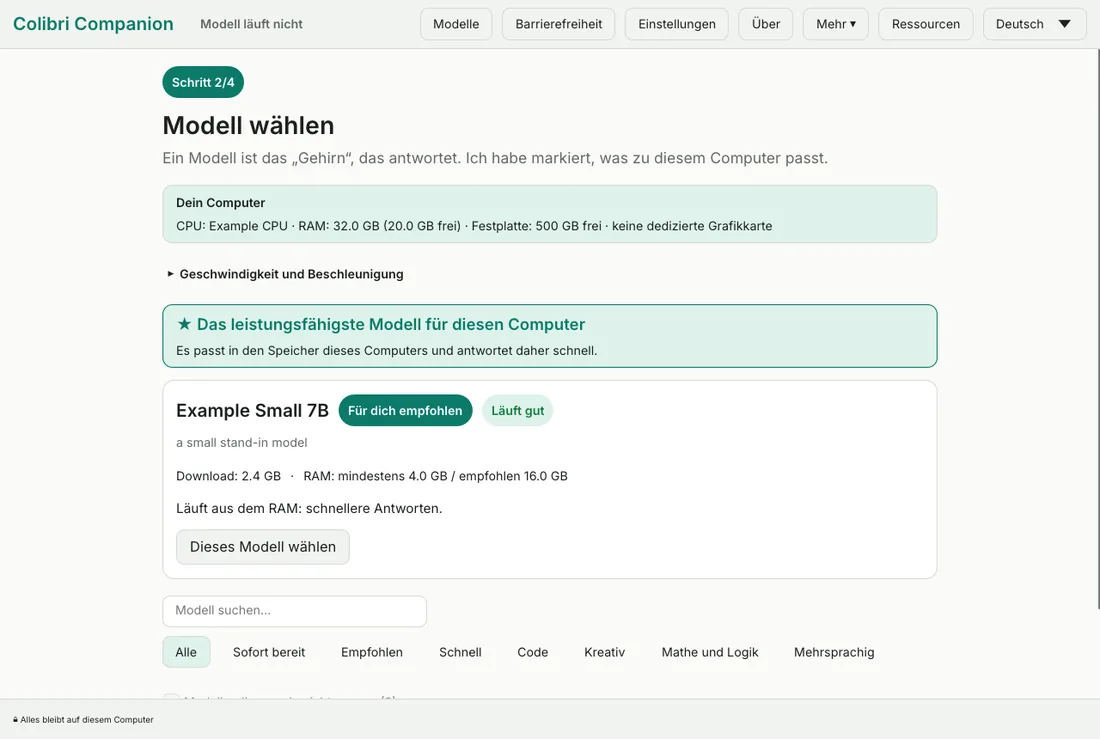 Colibri Companion
Modell läuft nicht
Modelle
Barrierefreiheit
Einstellungen
Über
Mehr ▾
Ressourcen
Deutsch
Schritt 2/4
Modell wählen
Ein Modell ist das „Gehirn“, das antwortet. Ich habe markiert, was zu diesem Computer passt.
Dein Computer
CPU: Example CPU · RAM: 32.0 GB (20.0 GB frei) · Festplatte: 500 GB frei · keine dedizierte Grafikkarte
▸ Geschwindigkeit und Beschleunigung
★ Das leistungsfähigste Modell für diesen Computer
Es passt in den Speicher dieses Computers und antwortet daher schnell.
Example Small 7B
Für dich empfohlen
Läuft gut
a small stand-in model
Download: 2.4 GB · RAM: mindestens 4.0 GB / empfohlen 16.0 GB
Läuft aus dem RAM: schnellere Antworten.
Dieses Modell wählen
Modell suchen...
Alle
Sofort bereit
Empfohlen
Schnell
Code
Kreativ
Mathe und Logik
Mehrsprachig
Alles bleibt auf diesem Computer